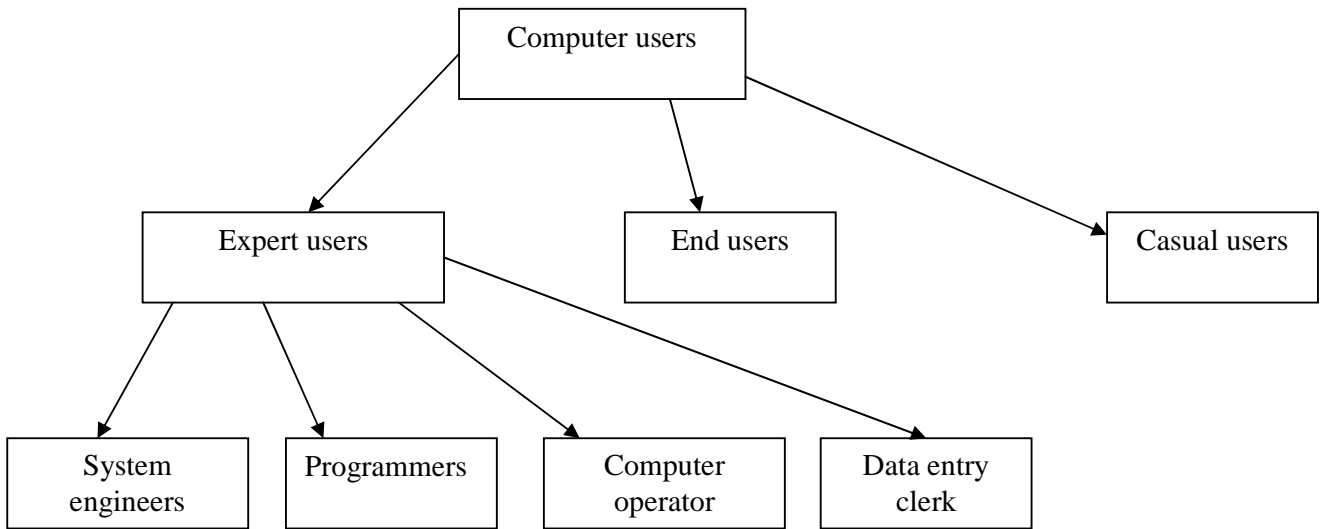 Computer users
Expert users
End users
Casual users
System
engineers
Programmers
Computer
operator
Data entry
clerk